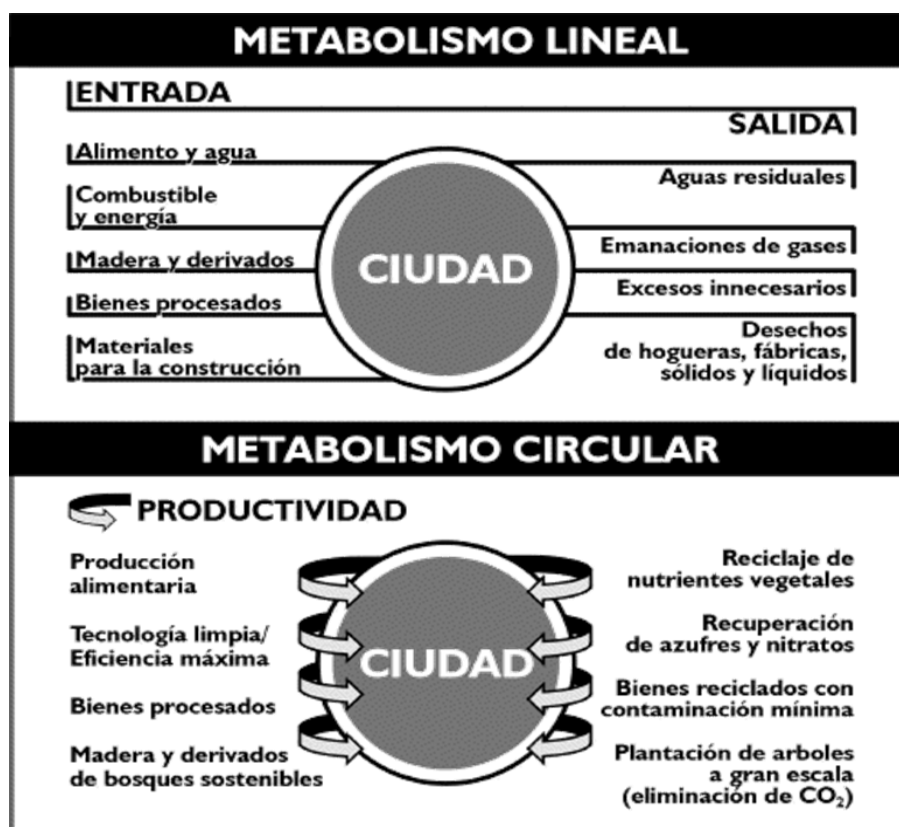 METABOLISMO LINEAL
ENTRADA
SALIDA
Alimento y agua
Combustible
y energía
Madera y derivados
Bienes procesados
Materiales
para la construcción
CIUDAD
Aguas residuales
Emanaciones de gases
Excesos innecesarios
Desechos
de hogueras, fábricas,
sólidos y líquidos
METABOLISMO CIRCULAR
PRODUCTIVIDAD
Producción
alimentaria
Tecnología limpia/
Eficiencia máxima
Bienes procesados
Madera y derivados
de bosques sostenibles
CIUDAD
Reciclaje de
nutrientes vegetales
Recuperación
de azufres y nitratos
Bienes reciclados con
contaminación mínima
Plantación de arboles
a gran escala
(eliminación de CO₂)